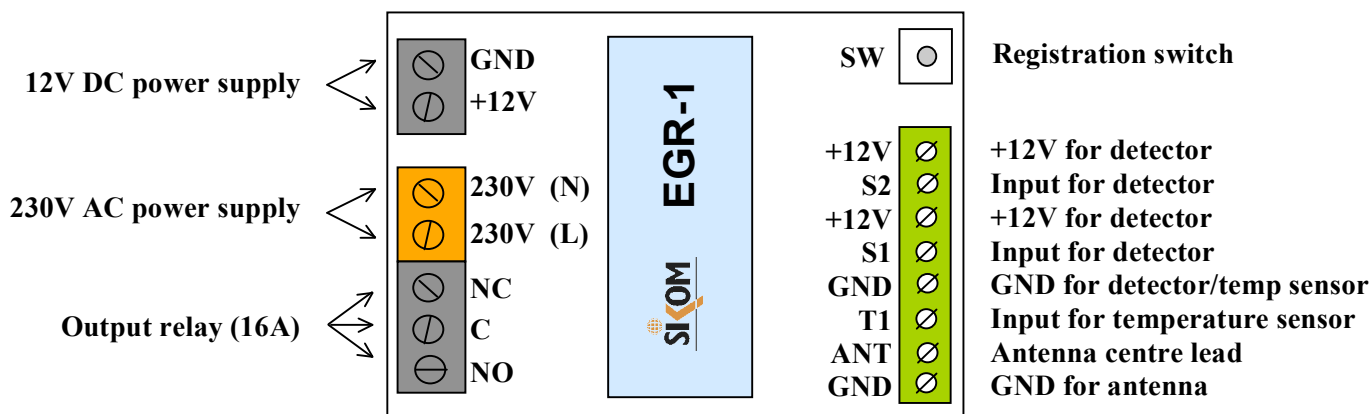 12V DC power supply
GND
+12V
230V AC power supply
230V (N)
230V (L)
Output relay (16A)
NC
C
NO
EGR-1
SIKOM
SW
Registration switch
+12V
+12V for detector
S2
Input for detector
+12V
+12V for detector
S1
Input for detector
GND
GND for detector/temp sensor
T1
Input for temperature sensor
ANT
Antenna centre lead
GND
GND for antenna